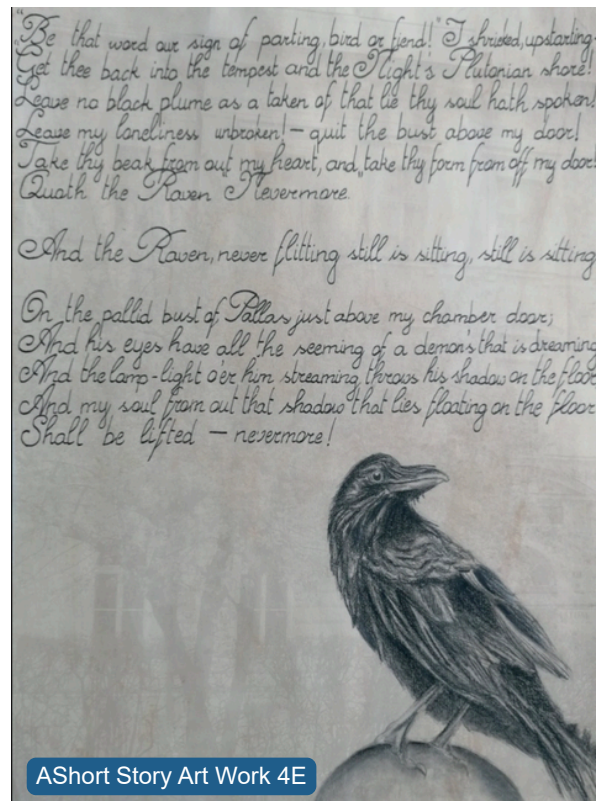 "Be that word our sign of parting, bird or fiend!" I shrieked, upstarting-
Get thee back into the tempest and the Night's Plutonian shore!
Leave no black plume as a taken of that lie thy soul hath spoken!
Leave my loneliness unbroken! - quit the bust above my door!
Take thy beak from out my heart, and take thy form from off my door!
Quoth the Raven "Nevermore.
And the Raven, never flitting still is sitting, still is sitting
On the pallid bust of Pallas just above my chamber door;
And his eyes have all the seeming of a demon's that is dreaming
And the lamp-light o'er him streaming throws his shadow on the floor
And my soul from out that shadow that lies floating on the floor
Shall be lifted - nevermore!
AShort Story Art Work 4E